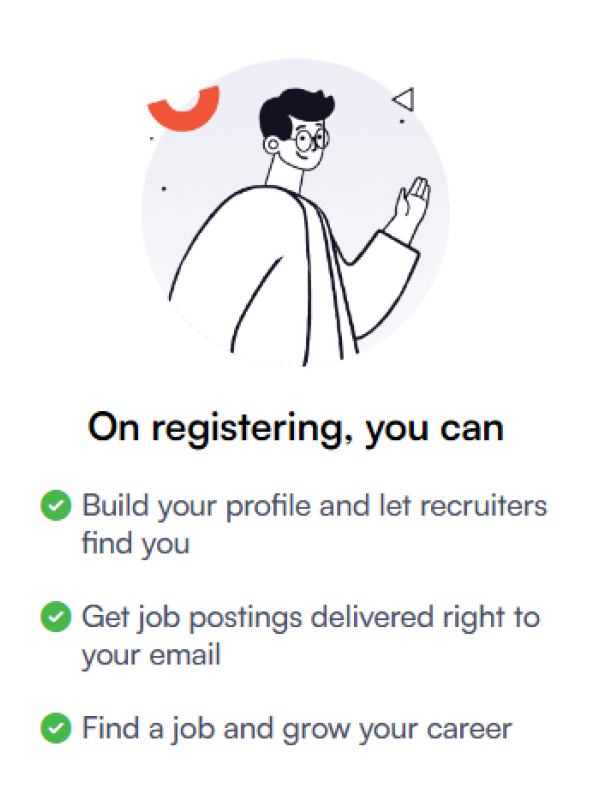 On registering, you can
Build your profile and let recruiters
find you
Get job postings delivered right to
your email
Find a job and grow your career